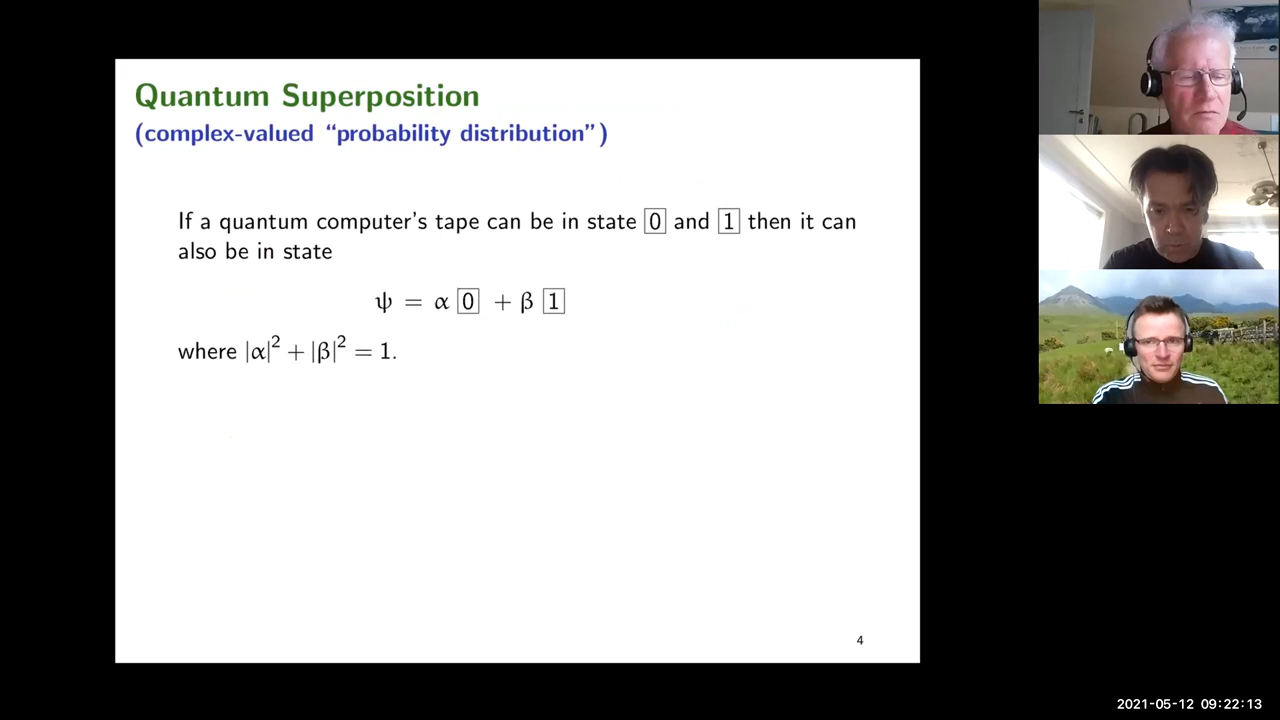 Quantum Superposition
(complex-valued “probability distribution”)
If a quantum computer’s tape can be in state 0 and 1 then it can
also be in state
ψ = α 0 + β 1
where |α|² + |β|² = 1.
4
2021-05-12 09:22:13